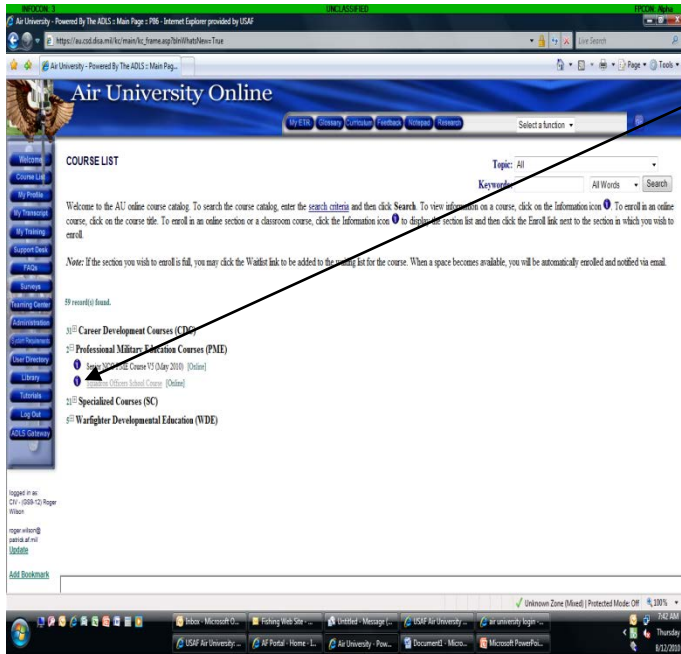 INFOCON: 3 UNCLASSIFIED FPCON: Alpha
Air University - Powered By The ADLS :: Main Page :: P86 - Internet Explorer provided by USAF
https://au.csd.disa.mil/kc/main/kc_frame.asp?blnWhatsNew=True
Live Search
Air University - Powered By The ADLS :: Main Pag...
Page Tools
Air University Online
My ETR Glossary Curriculum Feedback Notepad Research
Select a function
Welcome
Course List
My Profile
My Transcript
My Training
Support Desk
FAQs
Surveys
Learning Center
Administration
System Requirements
User Directory
Library
Tutorials
Log Out
ADLS Gateway
COURSE LIST
Topic: All
Keywords: All Words Search
Welcome to the AU online course catalog. To search the course catalog, enter the search criteria and then click Search. To view information on a course, click on the Information icon. To enroll in an online
course, click on the course title. To enroll in an online section or a classroom course, click the Information icon to display the section list and then click the Enroll link next to the section in which you wish to
enroll.
Note: If the section you wish to enroll is full, you may click the Waitlist link to be added to the waiting list for the course. When a space becomes available, you will be automatically enrolled and notified via email.
59 record(s) found.
31 Career Development Courses (CDC)
2 Professional Military Education Courses (PME)
Senior NCO PME Course V5 (May 2010) [Online]
Squadron Officers School Course [Online]
21 Specialized Courses (SC)
5 Warfighter Developmental Education (WDE)
logged in as:
CIV - (GS9-12) Roger
Wilson
roger.wilson@
patrick.af.mil
Update
Add Bookmark
Unknown Zone (Mixed) | Protected Mode: Off 100%
Inbox - Microsoft O... Fishing Web Site - ... Untitled - Message (... USAF Air University ... air university login -...
7:42 AM
USAF Air University: ... AF Portal - Home - I... Air University - Pow... Document1 - Micro... Microsoft PowerPoi...
Thursday
8/12/2010